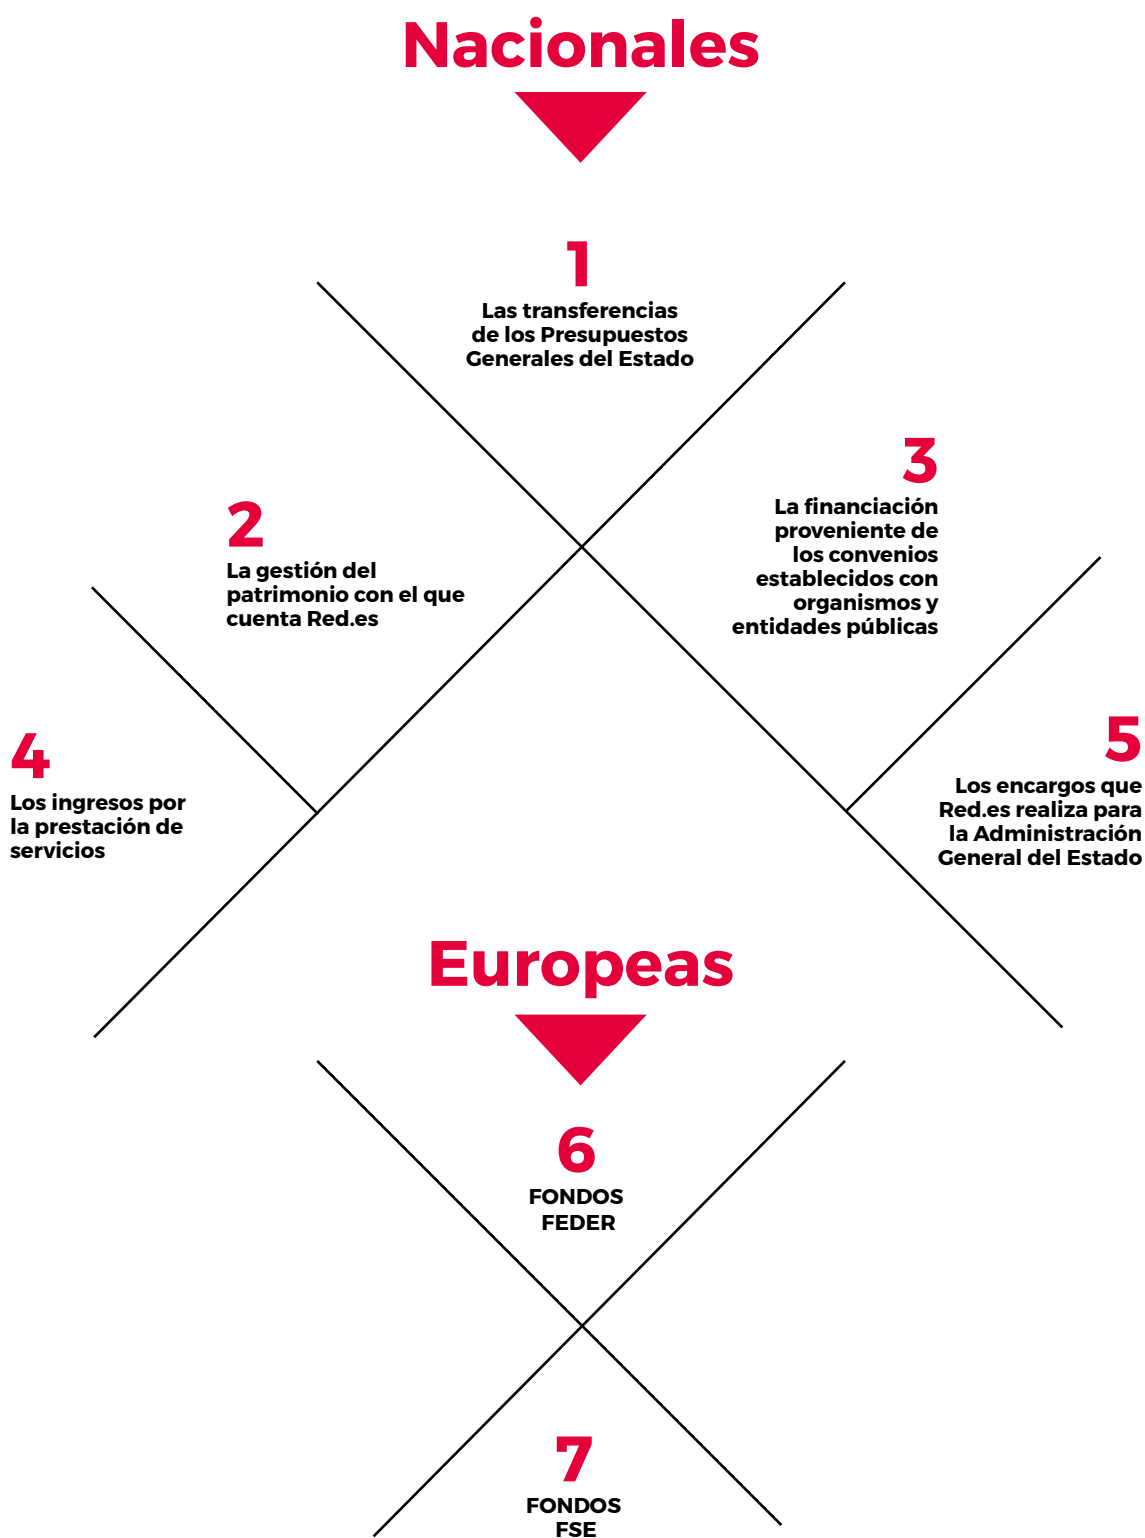 Nacionales
1
Las transferencias
de los Presupuestos
Generales del Estado
2
La gestión del
patrimonio con el que
cuenta Red.es
3
La financiación
proveniente de
los convenios
establecidos con
organismos y
entidades públicas
4
Los ingresos por
la prestación de
servicios
5
Los encargos que
Red.es realiza para
la Administración
General del Estado
Europeas
6
FONDOS
FEDER
7
FONDOS
FSE